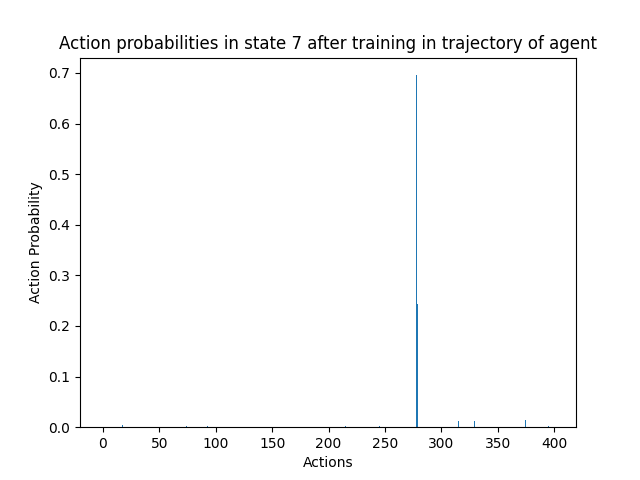 Action probabilities in state 7 after training in trajectory of agent
0.7
0.6
0.5
0.4
0.3
0.2
0.1
0.0
Action Probability
0 50 100 150 200 250 300 350 400
Actions